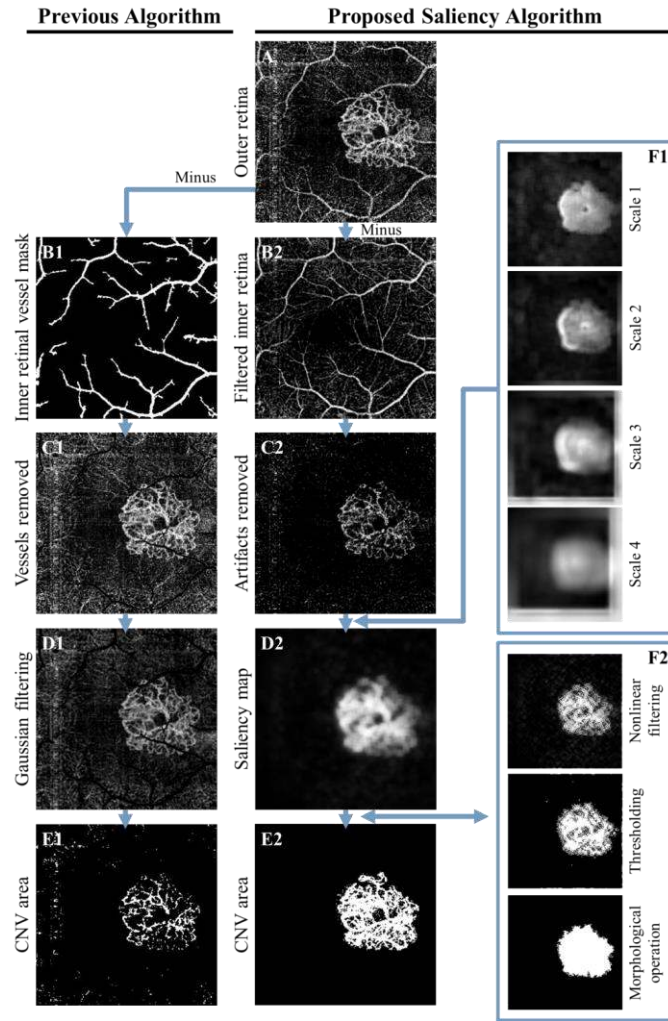 Previous Algorithm
Proposed Saliency Algorithm
A
Outer retina
Minus
Minus
B1
Inner retinal vessel mask
B2
Filtered inner retina
C1
Vessels removed
C2
Artifacts removed
D1
Gaussian filtering
D2
Saliency map
E1
CNV area
E2
CNV area
F1
Scale 1
Scale 2
Scale 3
Scale 4
F2
Nonlinear
filtering
Thresholding
Morphological
operation